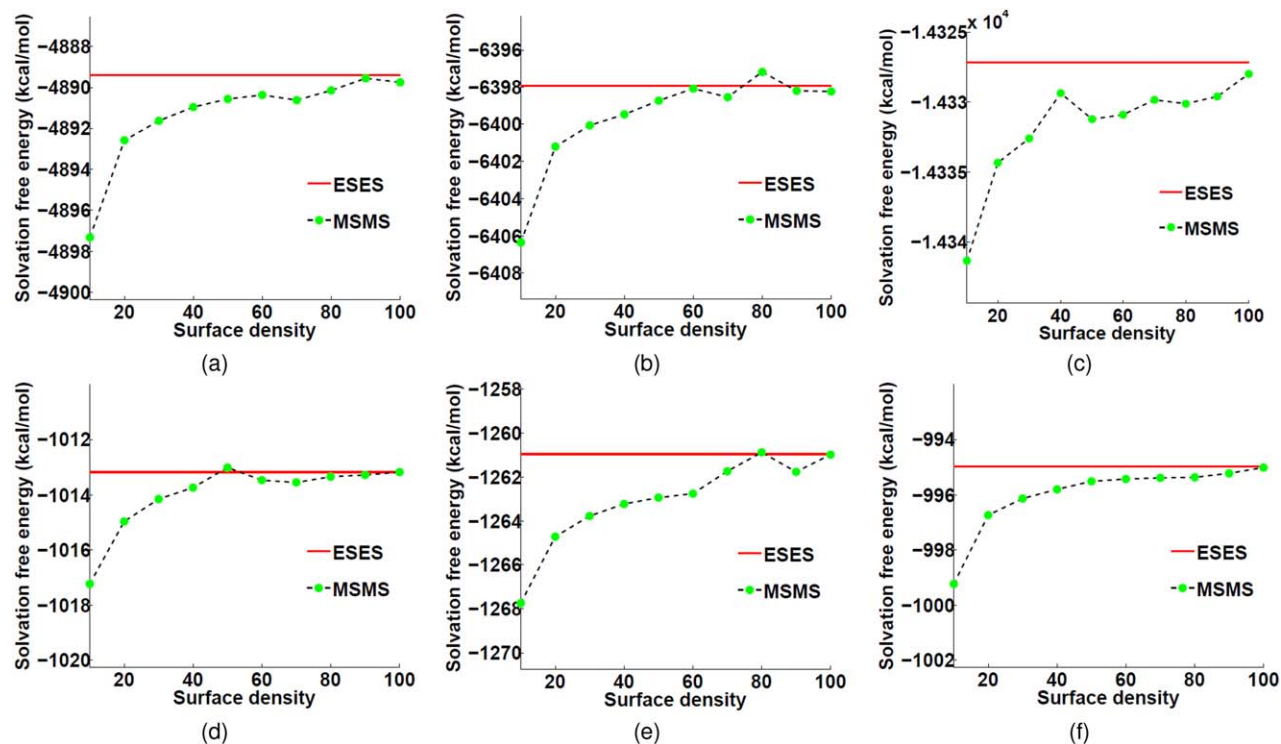 Solvation free energy (kcal/mol)
−4888
−4890
−4892
−4894
−4896
−4898
−4900
ESES
MSMS
20 40 60 80 100
Surface density
(a)
Solvation free energy (kcal/mol)
−6396
−6398
−6400
−6402
−6404
−6406
−6408
ESES
MSMS
20 40 60 80 100
Surface density
(b)
Solvation free energy (kcal/mol)
x 10⁴
−1.4325
−1.433
−1.4335
−1.434
ESES
MSMS
20 40 60 80 100
Surface density
(c)
Solvation free energy (kcal/mol)
−1012
−1014
−1016
−1018
−1020
ESES
MSMS
20 40 60 80 100
Surface density
(d)
Solvation free energy (kcal/mol)
−1258
−1260
−1262
−1264
−1266
−1268
−1270
ESES
MSMS
20 40 60 80 100
Surface density
(e)
Solvation free energy (kcal/mol)
−994
−996
−998
−1000
−1002
ESES
MSMS
20 40 60 80 100
Surface density
(f)